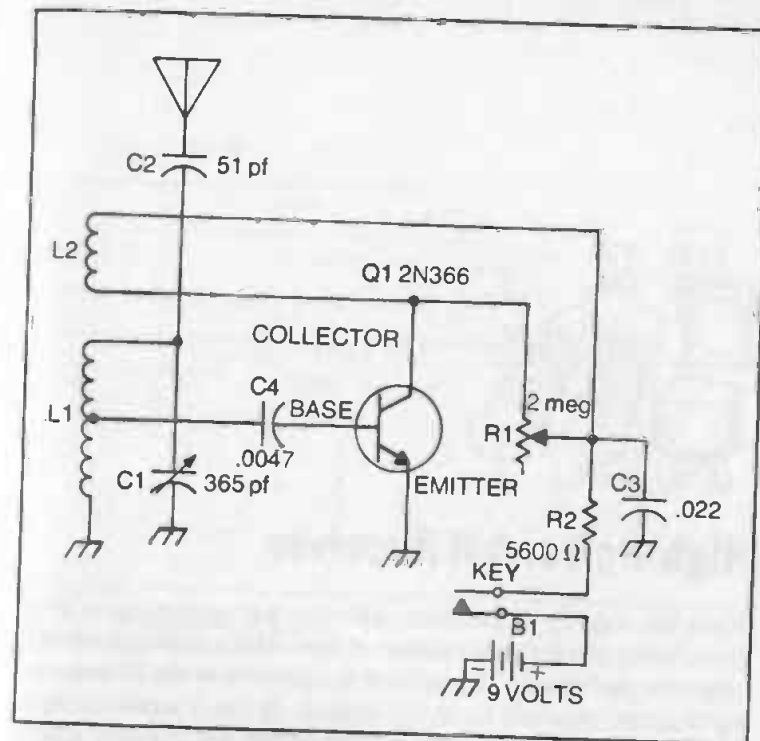 C2 51 pf
L2
Q1 2N366
COLLECTOR
C4
BASE
2 meg
L1
R1
.0047
C1 365 pf
EMITTER
C3
.022
R2
5600 Ω
KEY
B1
- +
9 VOLTS